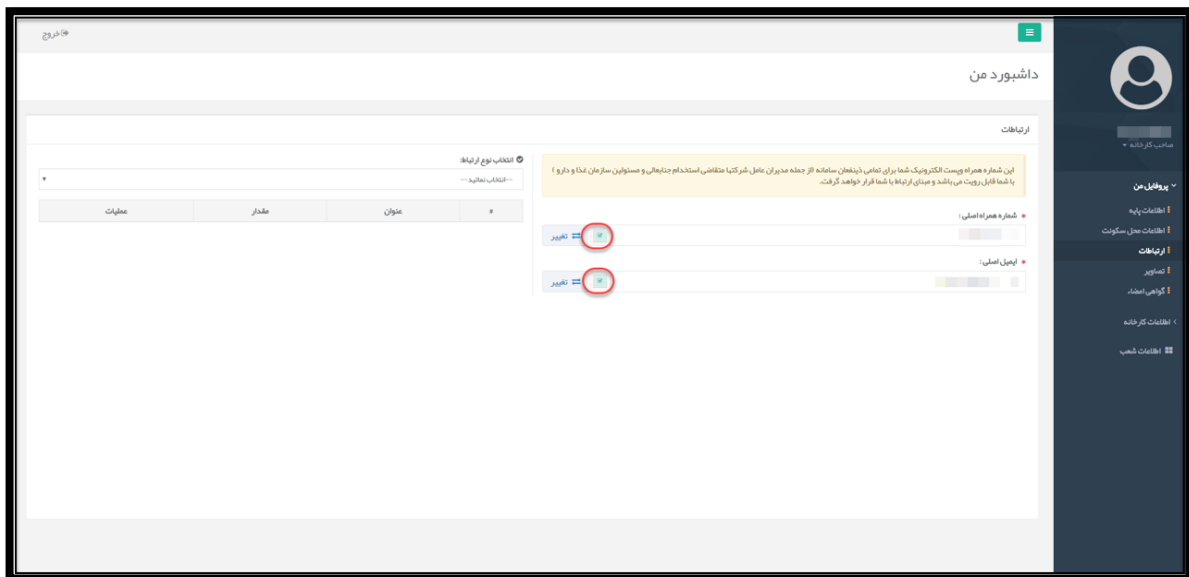 خروج
داشبورد من
صاحب کارخانه
پروفایل من
اطلاعات پایه
اطلاعات محل سکونت
ارتباطات
تصاویر
گواهی امضاء
اطلاعات کارخانه
اطلاعات شعب
ارتباطات
این شماره همراه وپست الکترونیک شما برای تمامی ذینفعان سامانه (از جمله مدیران عامل شرکتها متقاضی استخدام جنابعالی و مسئولین سازمان غذا و دارو )
با شما قابل رویت می باشد و مبنای ارتباط با شما قرار خواهد گرفت.
* شماره همراه اصلی :
تغییر
* ایمیل اصلی :
تغییر
انتخاب نوع ارتباط:
---انتخاب نمائید---
# عنوان مقدار عملیات